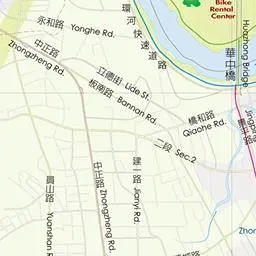 Bike
Rental
Center
永和路 Yonghe Rd.
環河快速道路
中正路
Zhongzheng Rd.
華中橋
Huazhong Bridge
立德街 Lide St.
板南路 Bannan Rd.
橋和路
Qiaohe Rd.
二段 Sec.2
中正路 Zhongzheng Rd.
建一路 Jianyi Rd.
員山路 Yuanshan Rd.